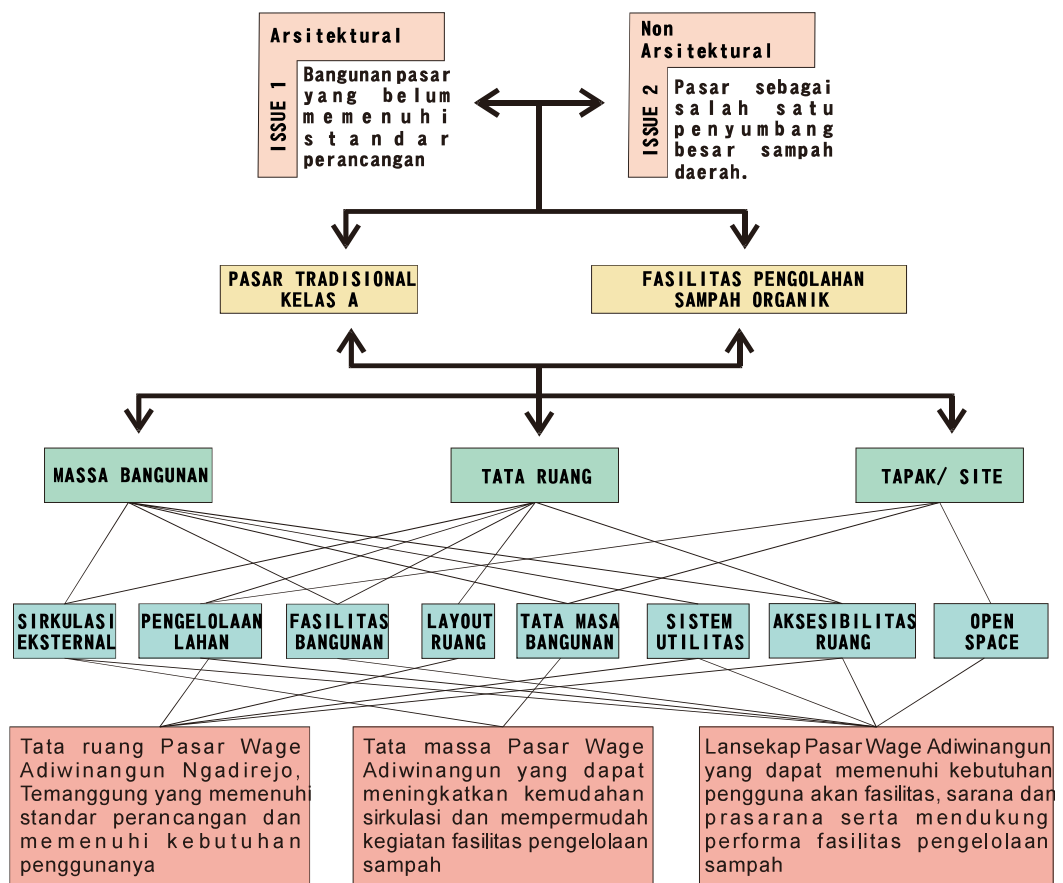 Arsitektural
ISSUE 1
Bangunan pasar
yang belum
memenuhi
standar
perancangan
Non
Arsitektural
ISSUE 2
Pasar sebagai
salah satu
penyumbang
besar sampah
daerah.
PASAR TRADISIONAL
KELAS A
FASILITAS PENGOLAHAN
SAMPAH ORGANIK
MASSA BANGUNAN
TATA RUANG
TAPAK/ SITE
SIRKULASI
EKSTERNAL
PENGELOLAAN
LAHAN
FASILITAS
BANGUNAN
LAYOUT
RUANG
TATA MASA
BANGUNAN
SISTEM
UTILITAS
AKSESIBILITAS
RUANG
OPEN
SPACE
Tata ruang Pasar Wage
Adiwinangun Ngadirejo,
Temanggung yang memenuhi
standar perancangan dan
memenuhi kebutuhan
penggunanya
Tata massa Pasar Wage
Adiwinangun yang dapat
meningkatkan kemudahan
sirkulasi dan mempermudah
kegiatan fasilitas pengelolaan
sampah
Lansekap Pasar Wage Adiwinangun
yang dapat memenuhi kebutuhan
pengguna akan fasilitas, sarana dan
prasarana serta mendukung
performa fasilitas pengelolaan
sampah